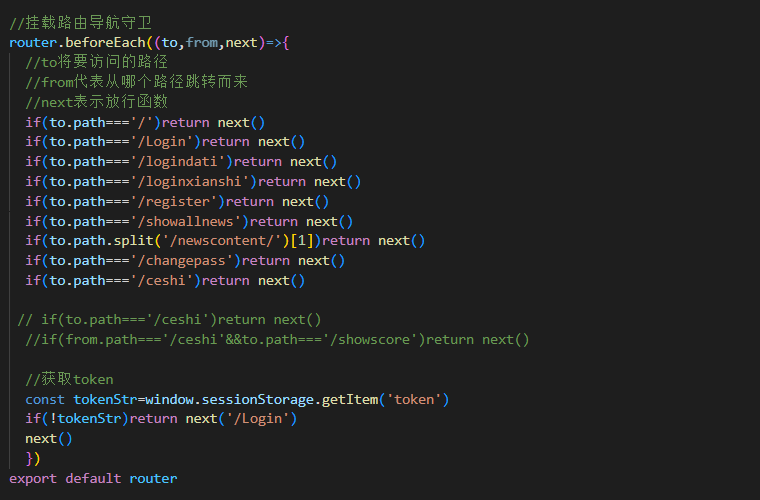 //挂载路由导航守卫
router.beforeEach((to,from,next)=>{
//to将要访问的路径
//from代表从哪个路径跳转而来
//next表示放行函数
if(to.path==='/')return next()
if(to.path==='/Login')return next()
if(to.path==='/logindati')return next()
if(to.path==='/loginxianshi')return next()
if(to.path==='/register')return next()
if(to.path==='/showallnews')return next()
if(to.path.split('/newscontent/')[1])return next()
if(to.path==='/changepass')return next()
if(to.path==='/ceshi')return next()
// if(to.path==='/ceshi')return next()
//if(from.path==='/ceshi'&&to.path==='/showscore')return next()
//获取token
const tokenStr=window.sessionStorage.getItem('token')
if(!tokenStr)return next('/Login')
next()
})
export default router